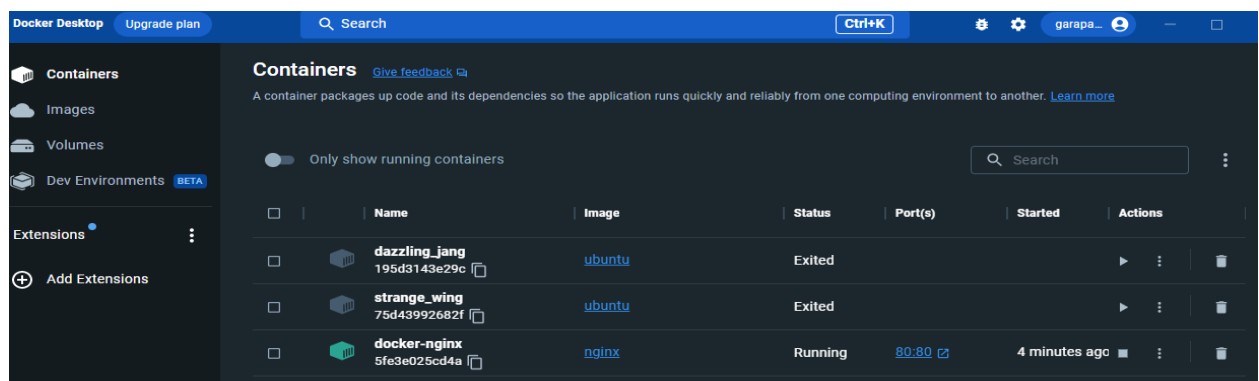 Docker Desktop Upgrade plan Search Ctrl+K garapa...
Containers
Images
Volumes
Dev Environments BETA
Extensions
Add Extensions
Containers Give feedback
A container packages up code and its dependencies so the application runs quickly and reliably from one computing environment to another. Learn more
Only show running containers Search
Name Image Status Port(s) Started Actions
dazzling_jang
195d3143e29c ubuntu Exited
strange_wing
75d43992682f ubuntu Exited
docker-nginx
5fe3e025cd4a nginx Running 80:80 4 minutes ago